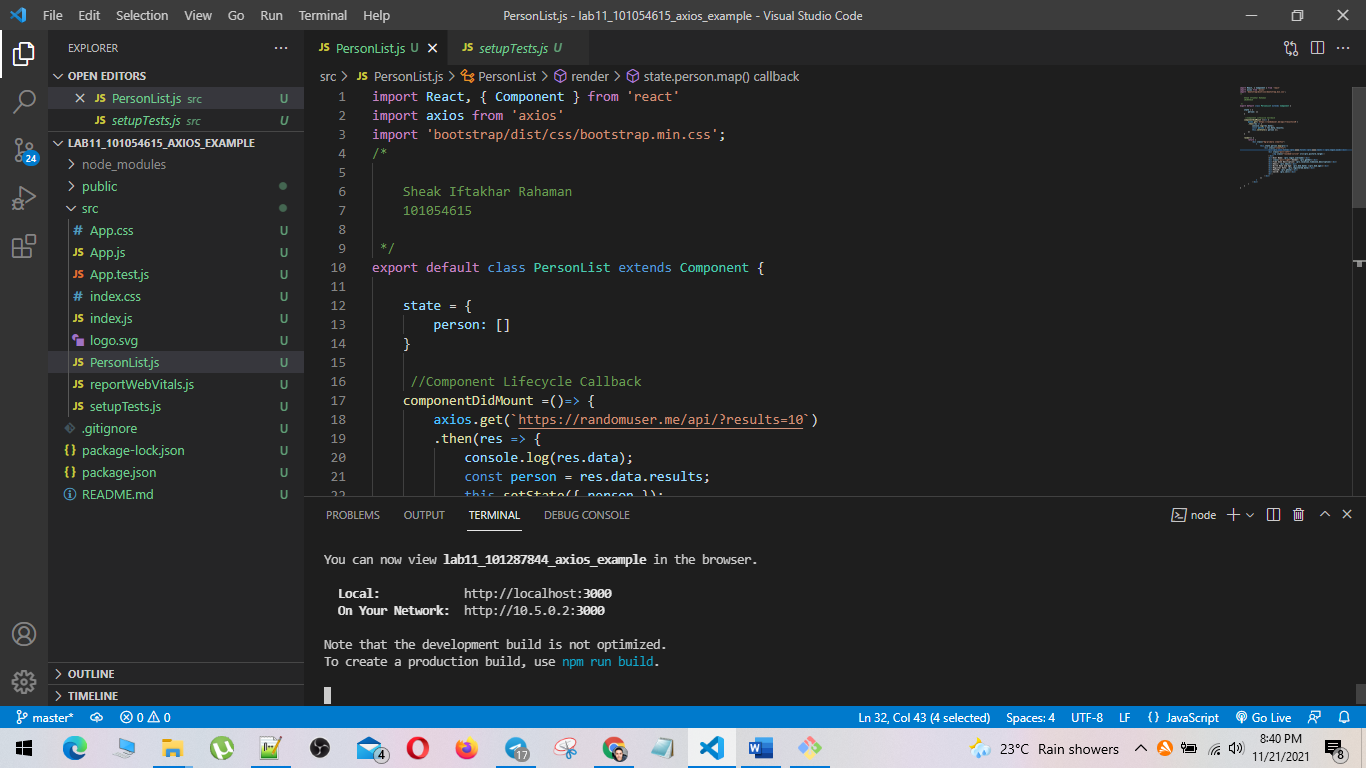 File Edit Selection View Go Run Terminal Help PersonList.js - lab11_101054615_axios_example - Visual Studio Code
EXPLORER
OPEN EDITORS
JS PersonList.js src U
JS setupTests.js U
LAB11_101054615_AXIOS_EXAMPLE
node_modules
public
src
# App.css U
JS App.js U
JS App.test.js U
# index.css U
JS index.js U
logo.svg U
JS PersonList.js U
JS reportWebVitals.js U
JS setupTests.js U
.gitignore U
{} package-lock.json U
{} package.json U
README.md U
OUTLINE
TIMELINE
24
JS PersonList.js U JS setupTests.js U
src > JS PersonList.js > PersonList > render > state.person.map() callback
1 import React, { Component } from 'react'
2 import axios from 'axios'
3 import 'bootstrap/dist/css/bootstrap.min.css';
4 /*
5
6 Sheak Iftakhar Rahaman
7 101054615
8
9 */
10 export default class PersonList extends Component {
11
12 state = {
13 person: []
14 }
15
16 //Component Lifecycle Callback
17 componentDidMount =()=> {
18 axios.get(`https://randomuser.me/api/?results=10`)
19 .then(res => {
20 console.log(res.data);
21 const person = res.data.results;
22 this.setState({ person });
PROBLEMS OUTPUT TERMINAL DEBUG CONSOLE node
You can now view lab11_101287844_axios_example in the browser.
Local: http://localhost:3000
On Your Network: http://10.5.0.2:3000
Note that the development build is not optimized.
To create a production build, use npm run build.
master* 0 0 Ln 32, Col 43 (4 selected) Spaces: 4 UTF-8 LF {} JavaScript Go Live
4 17 23°C Rain showers 8:40 PM
11/21/2021 8